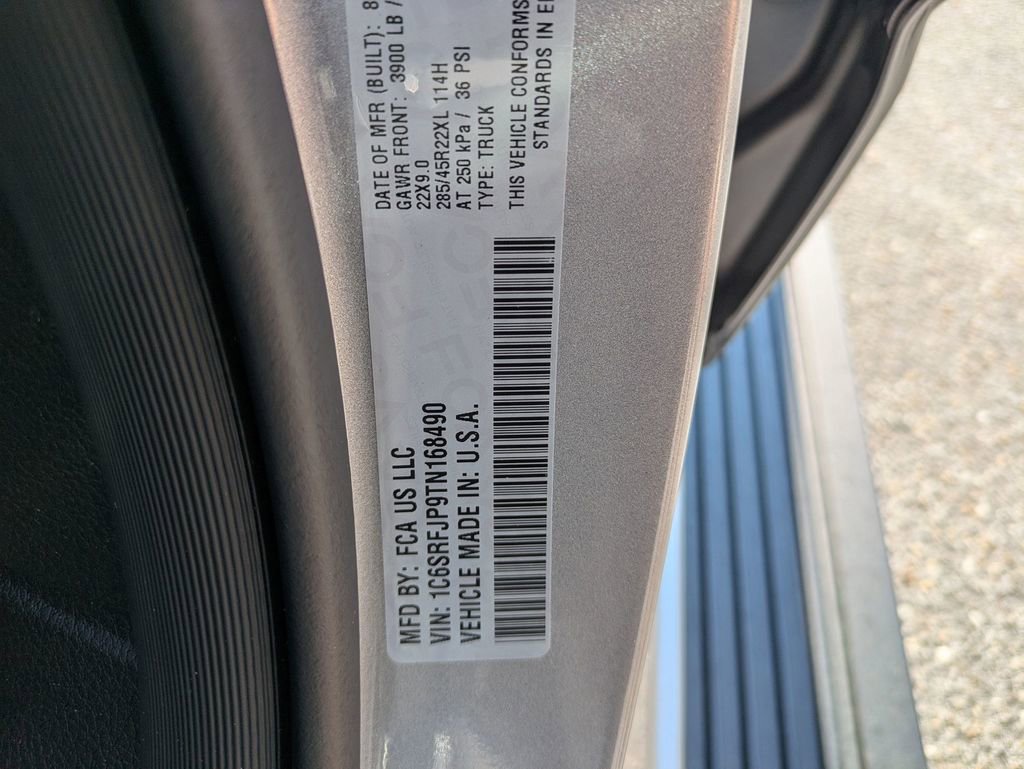 MFD BY: FCA US LLC
VIN: 1C6SRFJP9TN168490
VEHICLE MADE IN: U.S.A.
DATE OF MFR (BUILT): 8
GAWR FRONT: 3900 LB /
22X9.0
285/45R22XL 114H
AT 250 kPa / 36 PSI
TYPE: TRUCK
THIS VEHICLE CONFORMS
STANDARDS IN